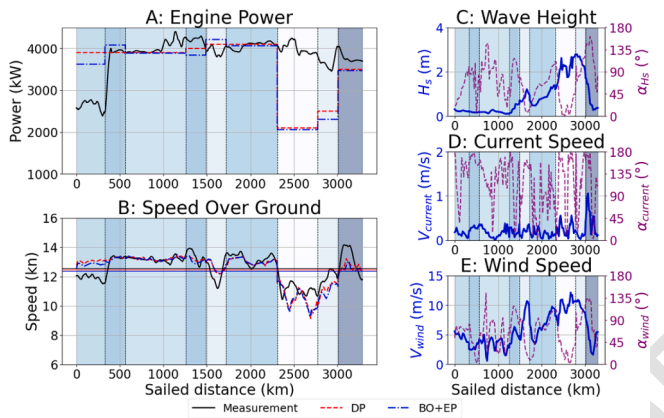 A: Engine Power
4000
3000
2000
1000
Power (kW)
0 500 1000 1500 2000 2500 3000
B: Speed Over Ground
16
14
12
10
8
6
Speed (kn)
0 500 1000 1500 2000 2500 3000
Sailed distance (km)
C: Wave Height
4
2
0
Hs (m)
180
135
90
45
0
αHs (°)
0 1000 2000 3000
D: Current Speed
2
1
0
Vcurrent (m/s)
180
135
90
45
0
αcurrent (°)
0 1000 2000 3000
E: Wind Speed
15
10
5
0
Vwind (m/s)
180
135
90
45
0
αwind (°)
0 1000 2000 3000
Sailed distance (km)
Measurement DP BO+EP